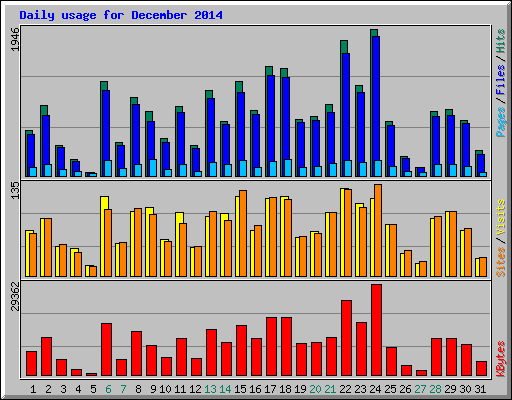 Daily usage for December 2014
1946
Pages / Files / Hits
135
Sites / Visits
29362
KBytes
1 2 3 4 5 6 7 8 9 10 11 12 13 14 15 16 17 18 19 20 21 22 23 24 25 26 27 28 29 30 31